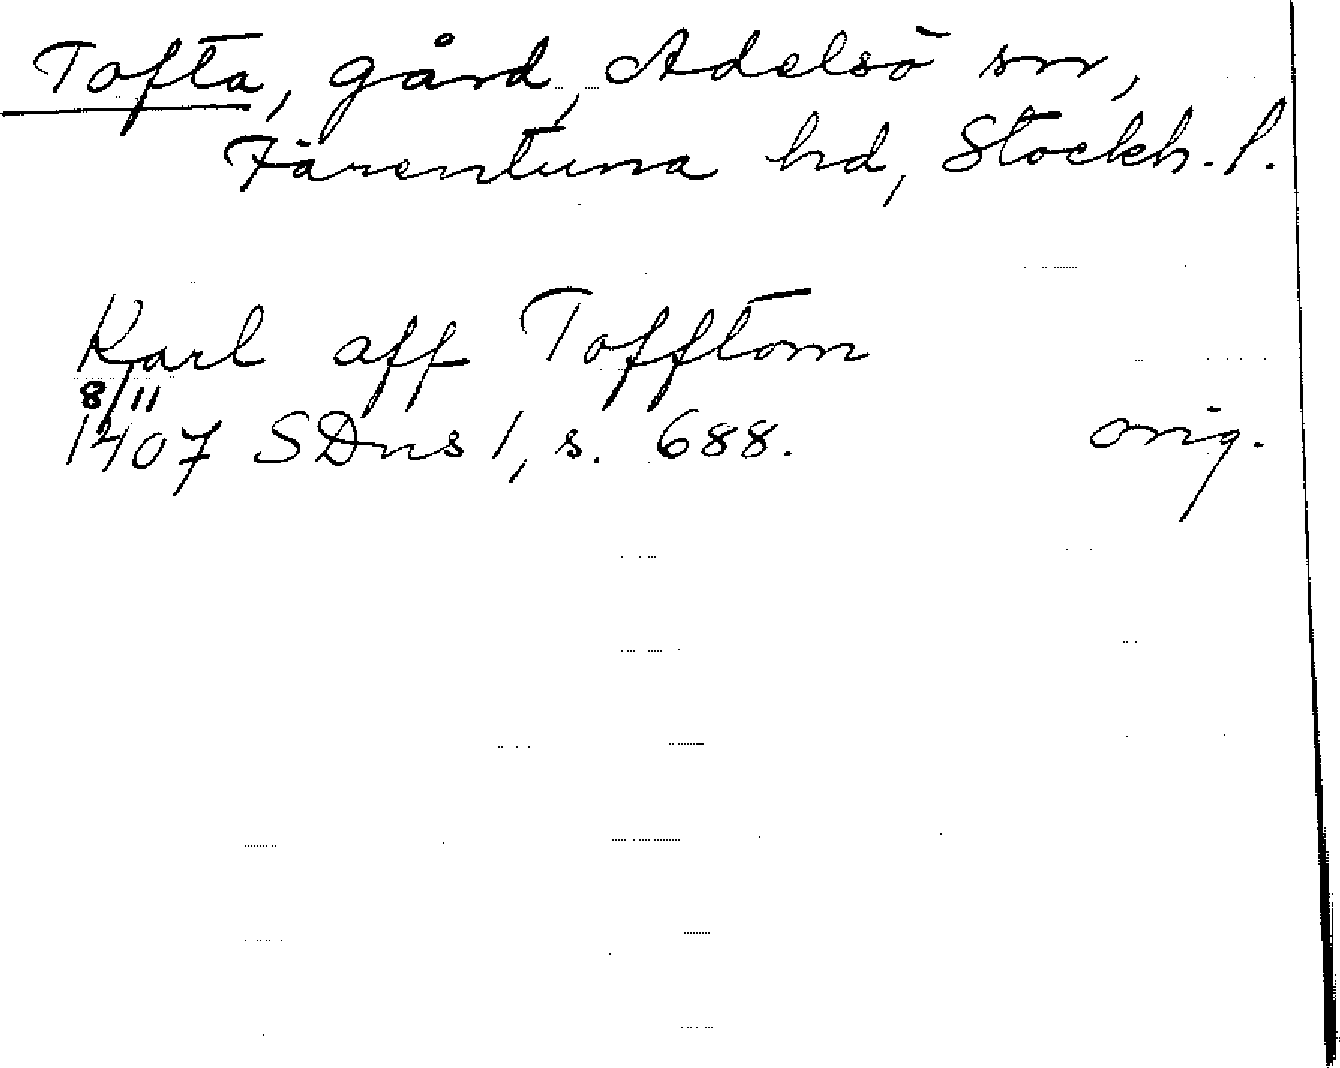 Tofta, gård, Adelsö sn,
Färentuna hd, Stockh. l.
Karl aff Tofftom
8/11
1407 SDns 1, s. 688. orig.